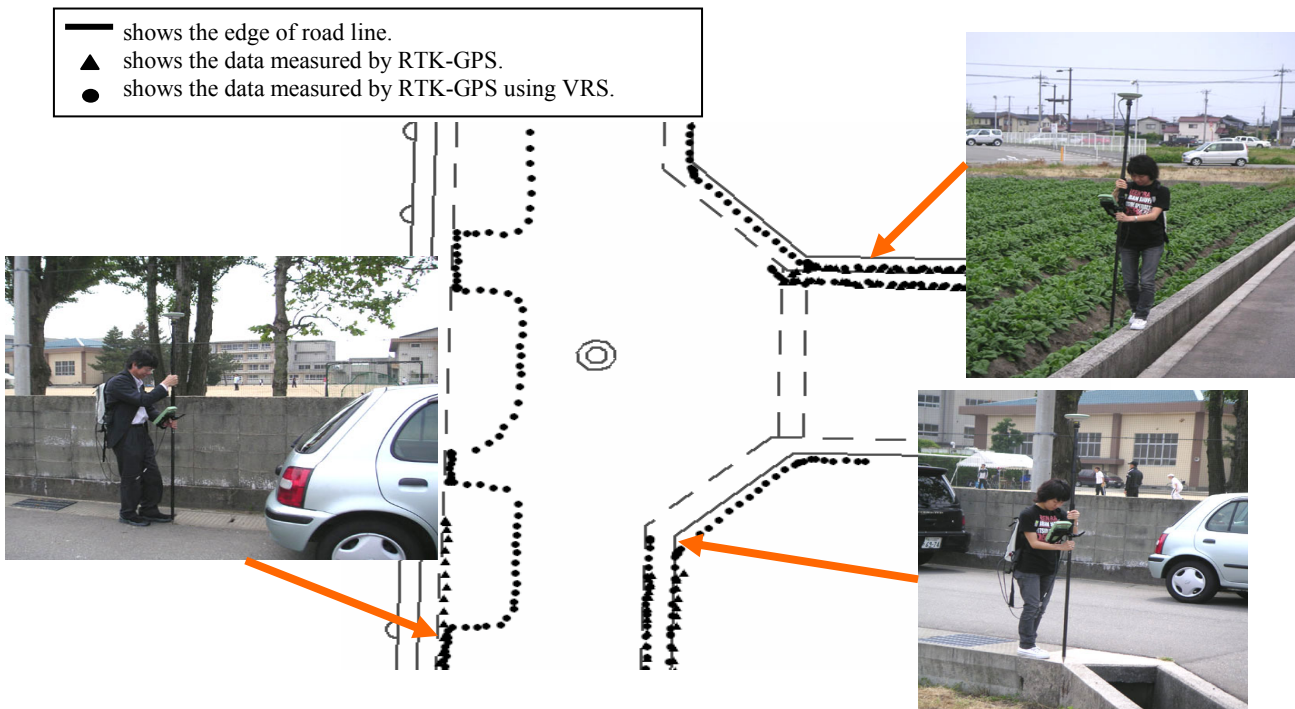 shows the edge of road line.
shows the data measured by RTK-GPS.
shows the data measured by RTK-GPS using VRS.